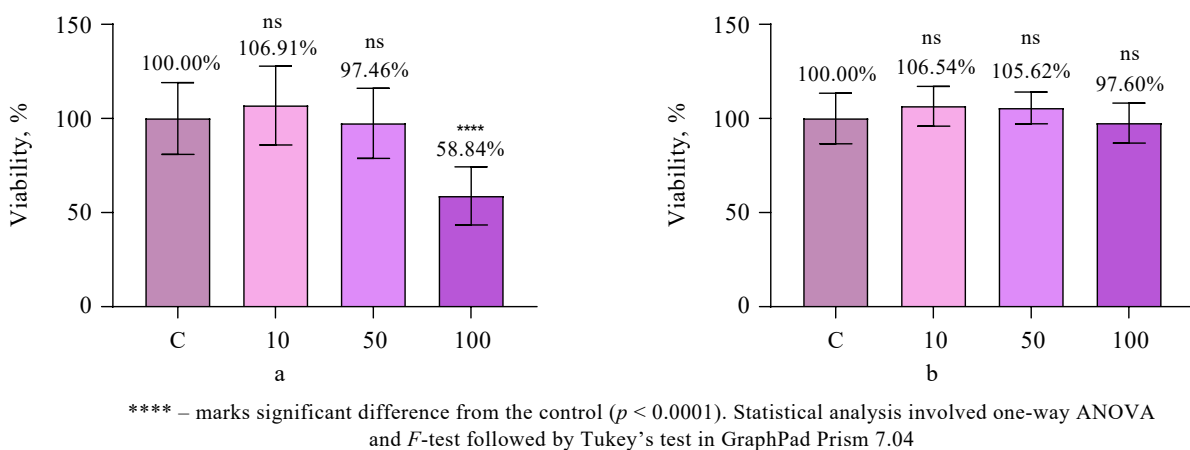 150
100
50
0
Viability, %
100.00%
ns
106.91%
ns
97.46%
****
58.84%
C 10 50 100
a
150
100
50
0
Viability, %
100.00%
ns
106.54%
ns
105.62%
ns
97.60%
C 10 50 100
b
**** – marks significant difference from the control (p < 0.0001). Statistical analysis involved one-way ANOVA
and F-test followed by Tukey’s test in GraphPad Prism 7.04